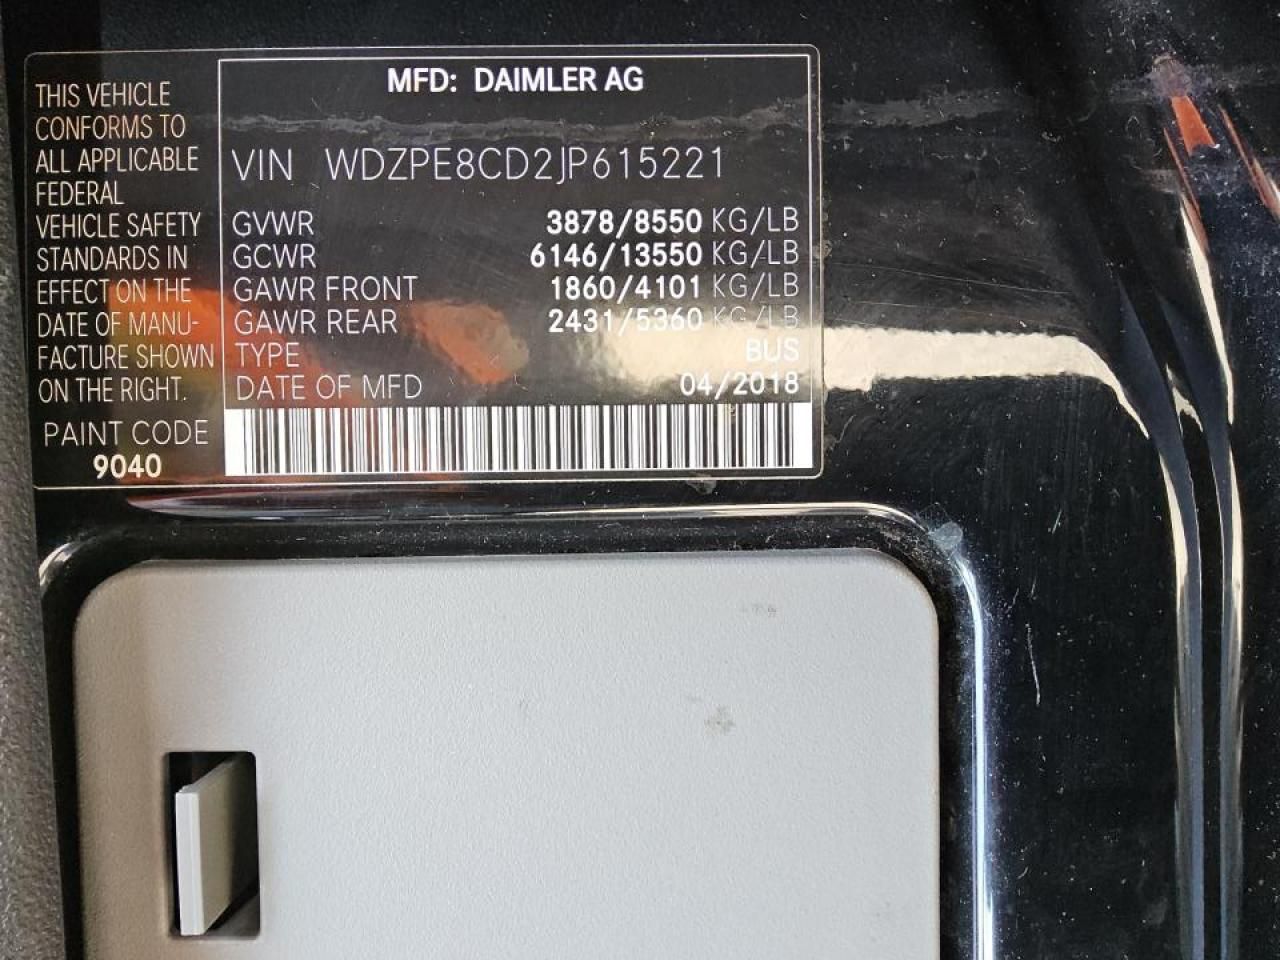 THIS VEHICLE
CONFORMS TO
ALL APPLICABLE
FEDERAL
VEHICLE SAFETY
STANDARDS IN
EFFECT ON THE
DATE OF MANU-
FACTURE SHOWN
ON THE RIGHT.
PAINT CODE
9040
MFD: DAIMLER AG
VIN WDZPE8CD2JP615221
GVWR 3878/8550 KG/LB
GCWR 6146/13550 KG/LB
GAWR FRONT 1860/4101 KG/LB
GAWR REAR 2431/5360 KG/LB
TYPE BUS
DATE OF MFD 04/2018